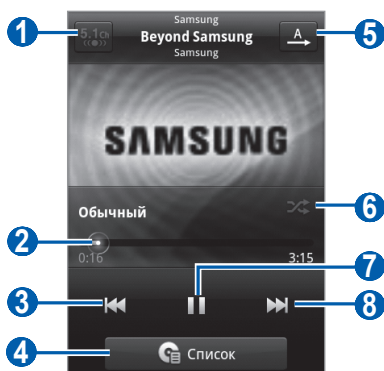 Samsung
1
5.1ch
Beyond Samsung
A
5
Samsung
SAMSUNG
Обычный
6
2
0:16
3:15
7
3
8
4
Список